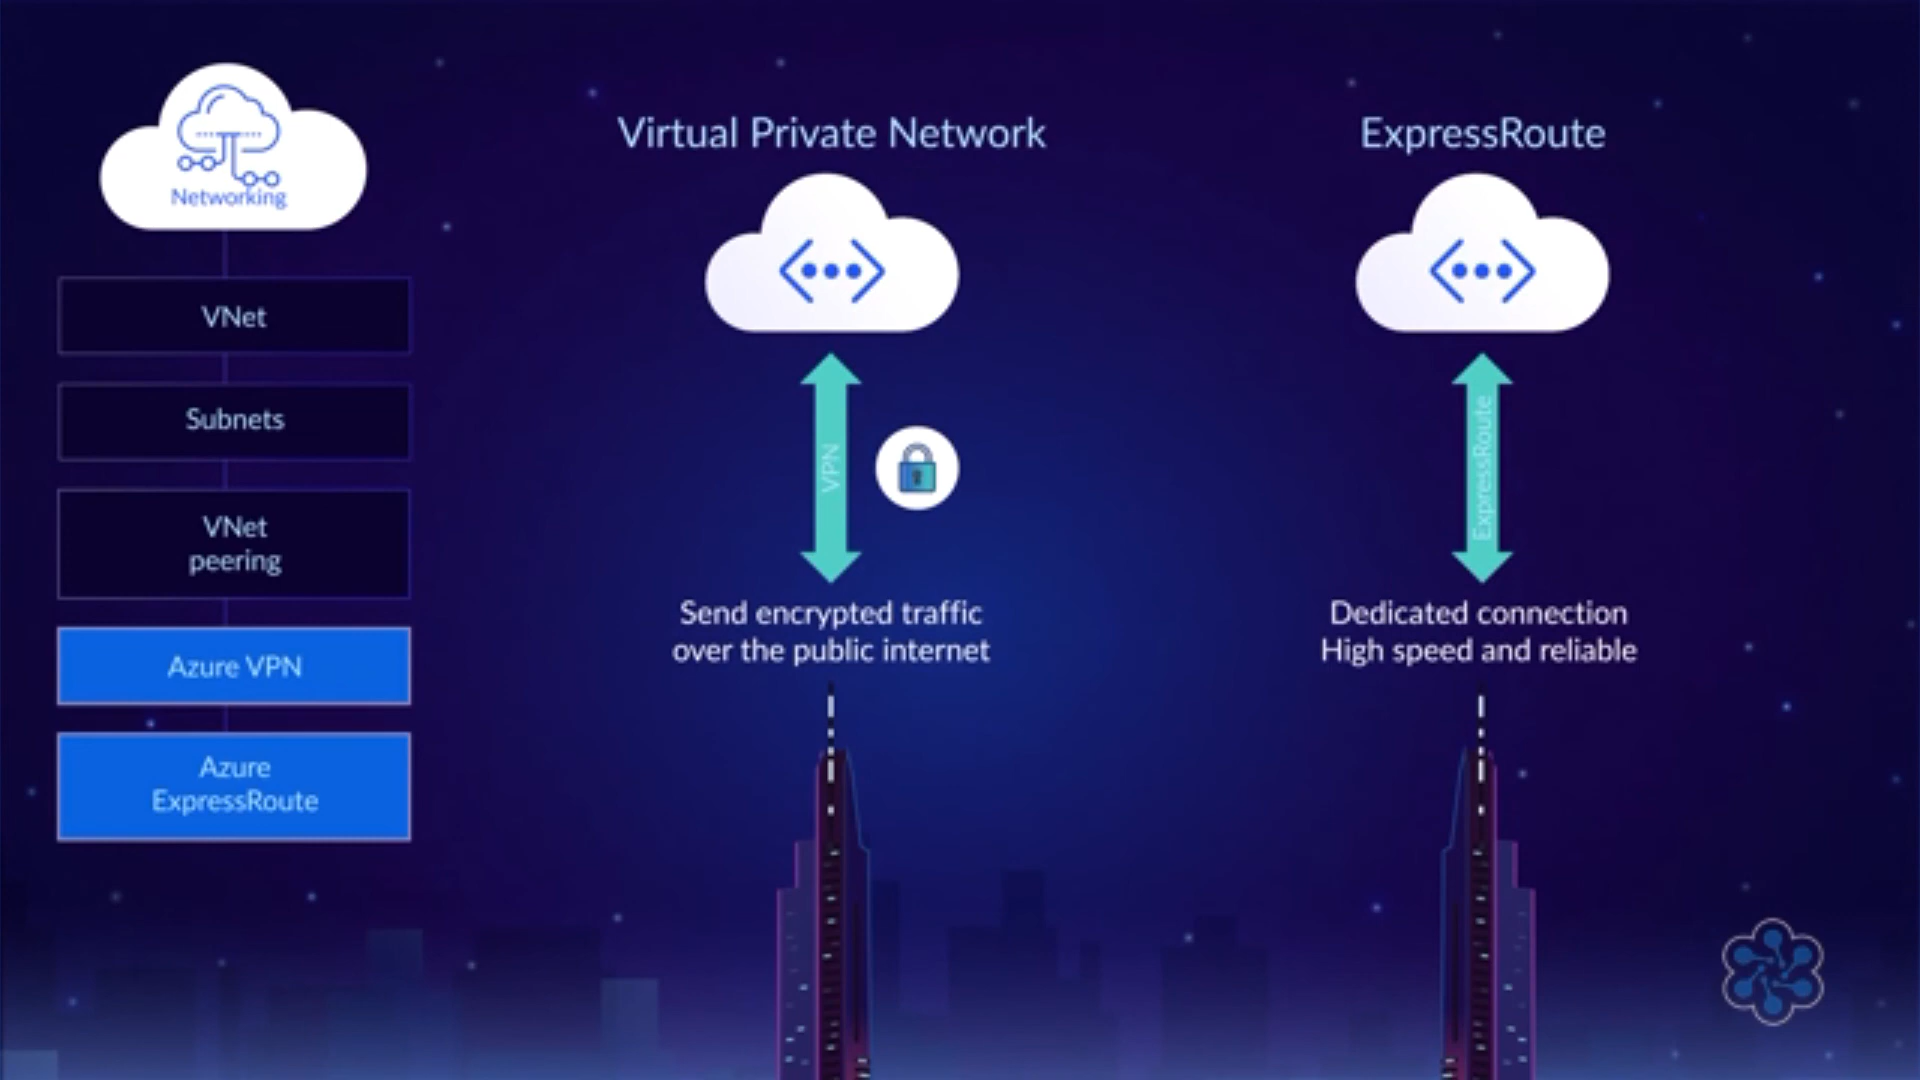 Networking
VNet
Subnets
VNet
peering
Azure VPN
Azure
ExpressRoute
Virtual Private Network
VPN
Send encrypted traffic
over the public internet
ExpressRoute
ExpressRoute
Dedicated connection
High speed and reliable